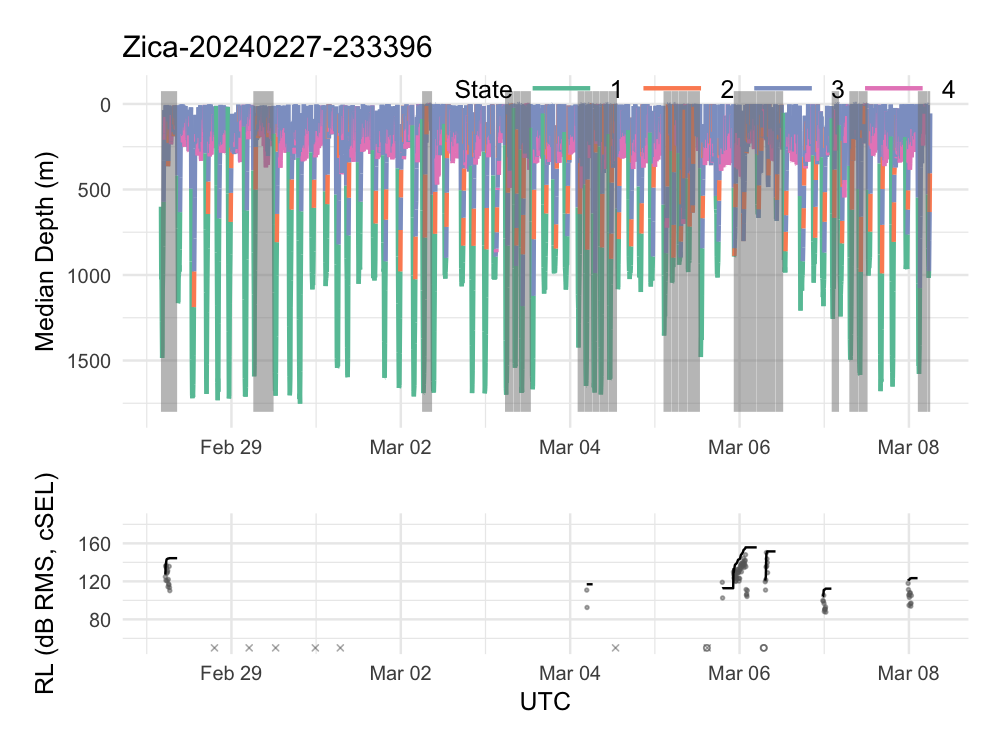 Zica-20240227-233396
State 1 2 3 4
Median Depth (m)
0
500
1000
1500
Feb 29 Mar 02 Mar 04 Mar 06 Mar 08
RL (dB RMS, cSEL)
160
120
80
Feb 29 Mar 02 Mar 04 Mar 06 Mar 08
UTC